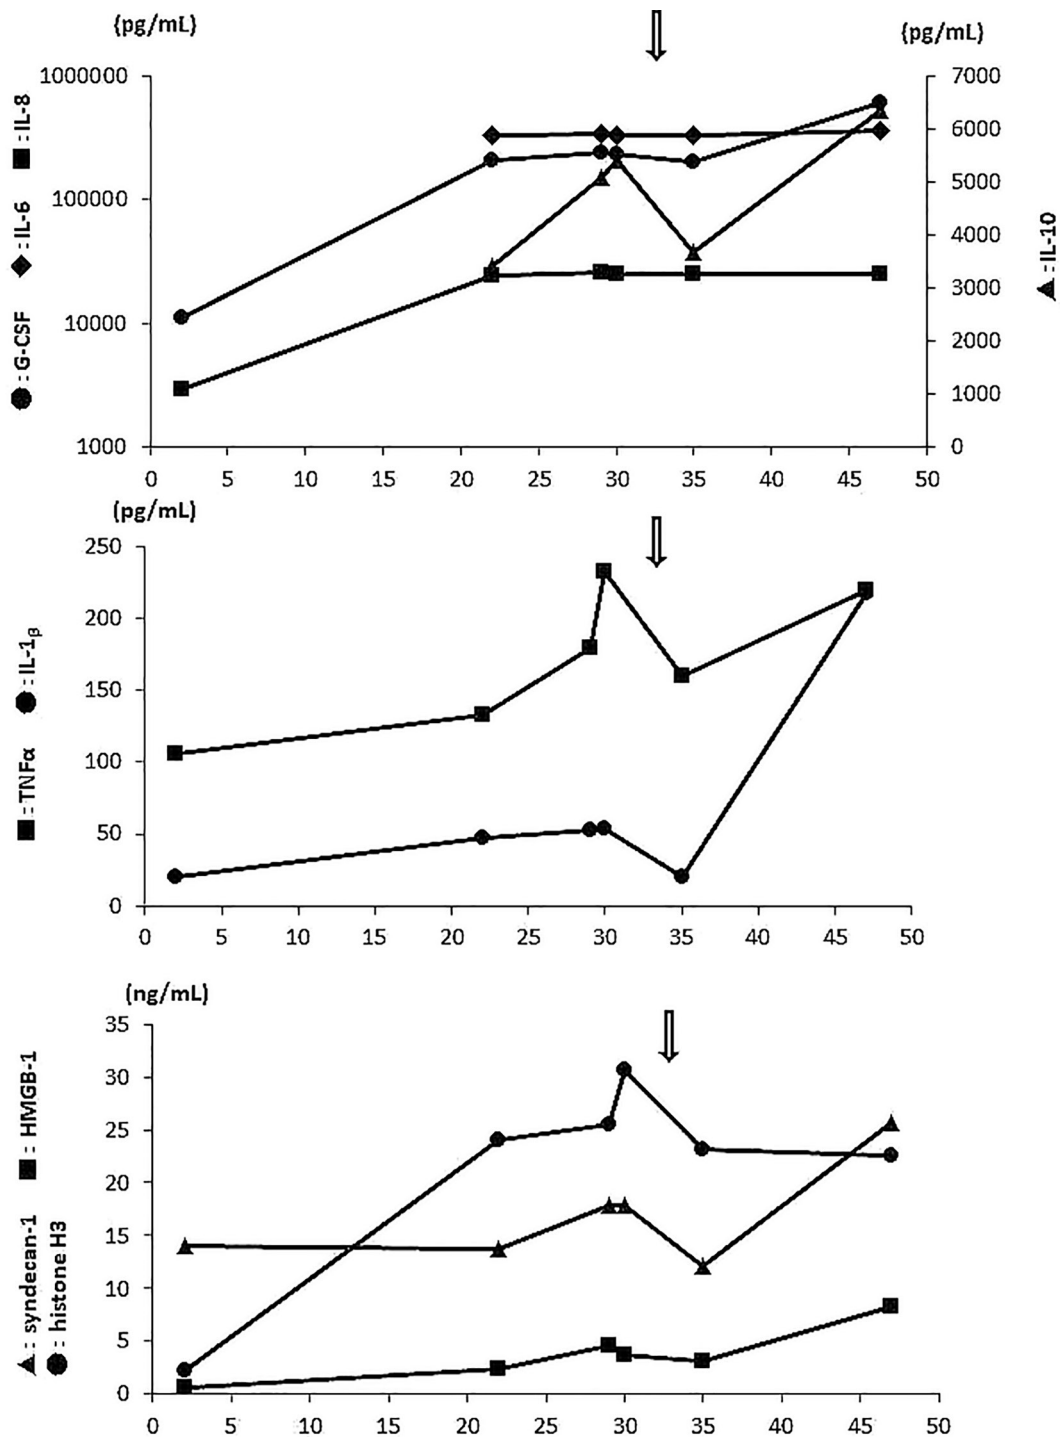 (pg/mL)
(pg/mL)
1000000
100000
10000
1000
7000
6000
5000
4000
3000
2000
1000
0
: G-CSF : IL-6 : IL-8
: IL-10
0 5 10 15 20 25 30 35 40 45 50
(pg/mL)
250
200
150
100
50
0
: TNFα : IL-1β
0 5 10 15 20 25 30 35 40 45 50
(ng/mL)
35
30
25
20
15
10
5
0
: syndecan-1 : HMGB-1
: histone H3
0 5 10 15 20 25 30 35 40 45 50